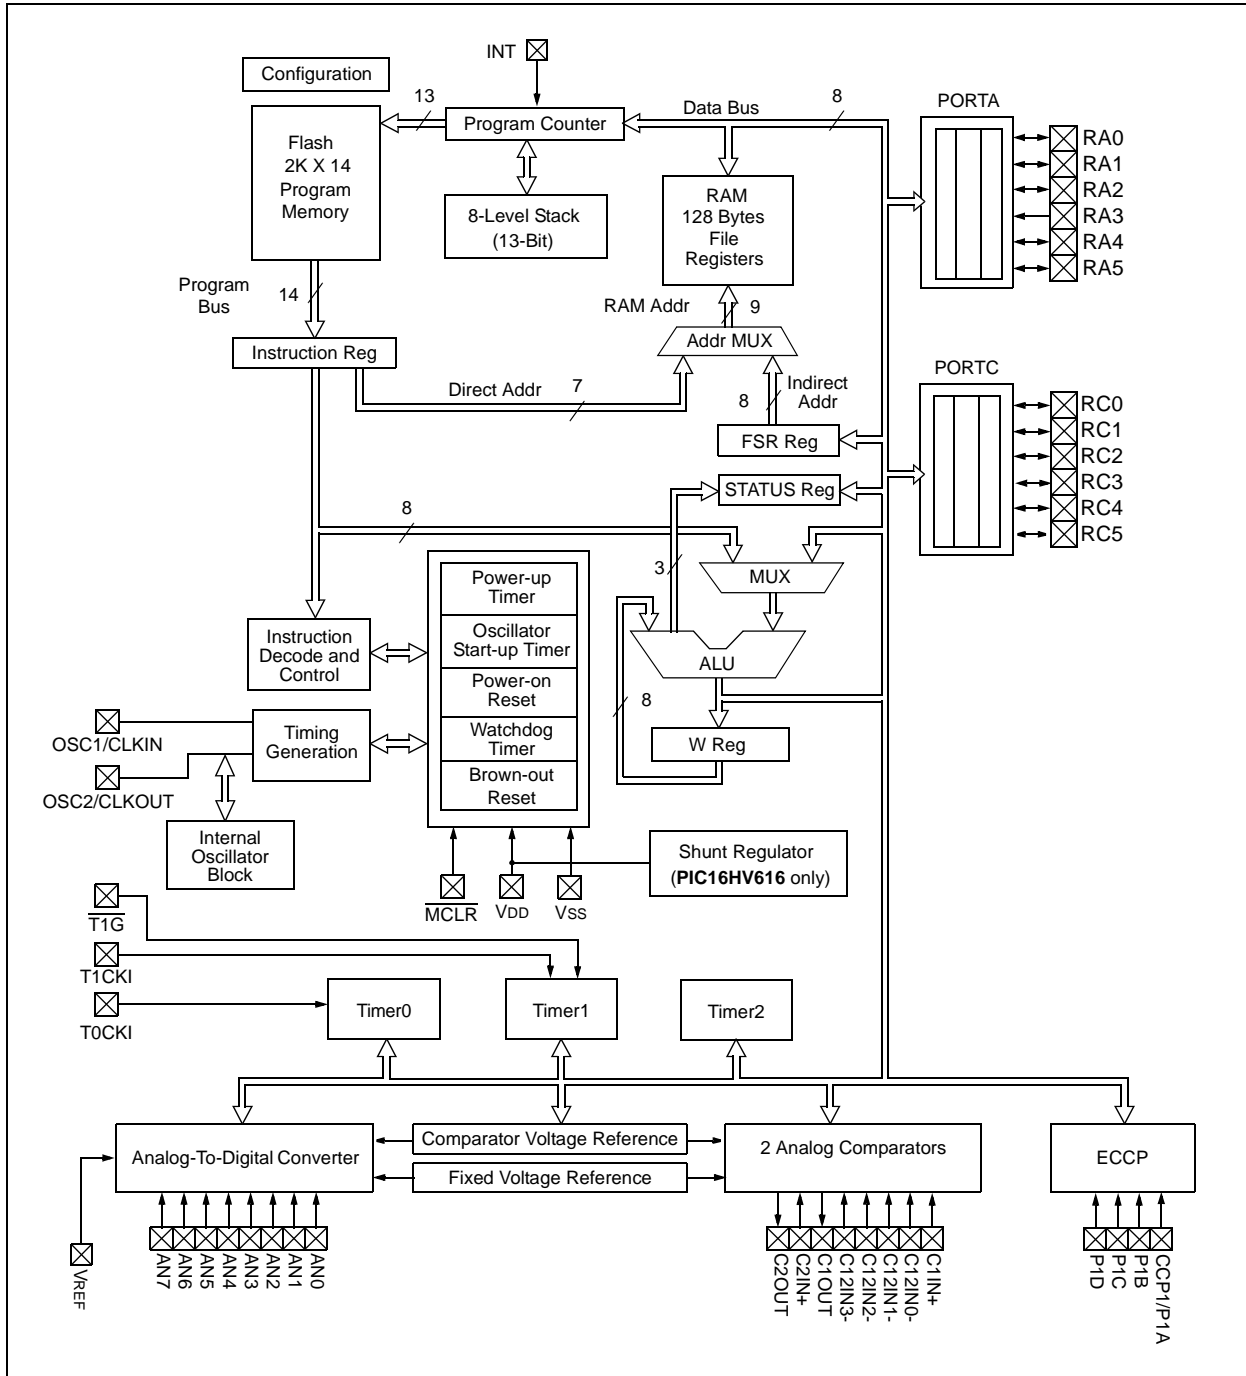 INT
Configuration
13
Program Counter
Data Bus
8
PORTA
Flash
2K X 14
Program
Memory
8-Level Stack
(13-Bit)
RAM
128 Bytes
File
Registers
RA0
RA1
RA2
RA3
RA4
RA5
Program
Bus
14
RAM Addr
9
Addr MUX
Instruction Reg
Direct Addr
7
Indirect
Addr
8
FSR Reg
PORTC
RC0
RC1
RC2
RC3
RC4
RC5
STATUS Reg
8
3
MUX
Power-up
Timer
Oscillator
Start-up Timer
Power-on
Reset
Watchdog
Timer
Brown-out
Reset
Instruction
Decode and
Control
ALU
8
W Reg
OSC1/CLKIN
Timing
Generation
OSC2/CLKOUT
Internal
Oscillator
Block
Shunt Regulator
(PIC16HV616 only)
MCLR
VDD
VSS
T1G
T1CKI
T0CKI
Timer0
Timer1
Timer2
Analog-To-Digital Converter
Comparator Voltage Reference
Fixed Voltage Reference
2 Analog Comparators
ECCP
VREF
AN7
AN6
AN5
AN4
AN3
AN2
AN1
AN0
C2OUT
C2IN+
C1OUT
C12IN3-
C12IN2-
C12IN1-
C12IN0-
C1IN+
P1D
P1C
P1B
CCP1/P1A